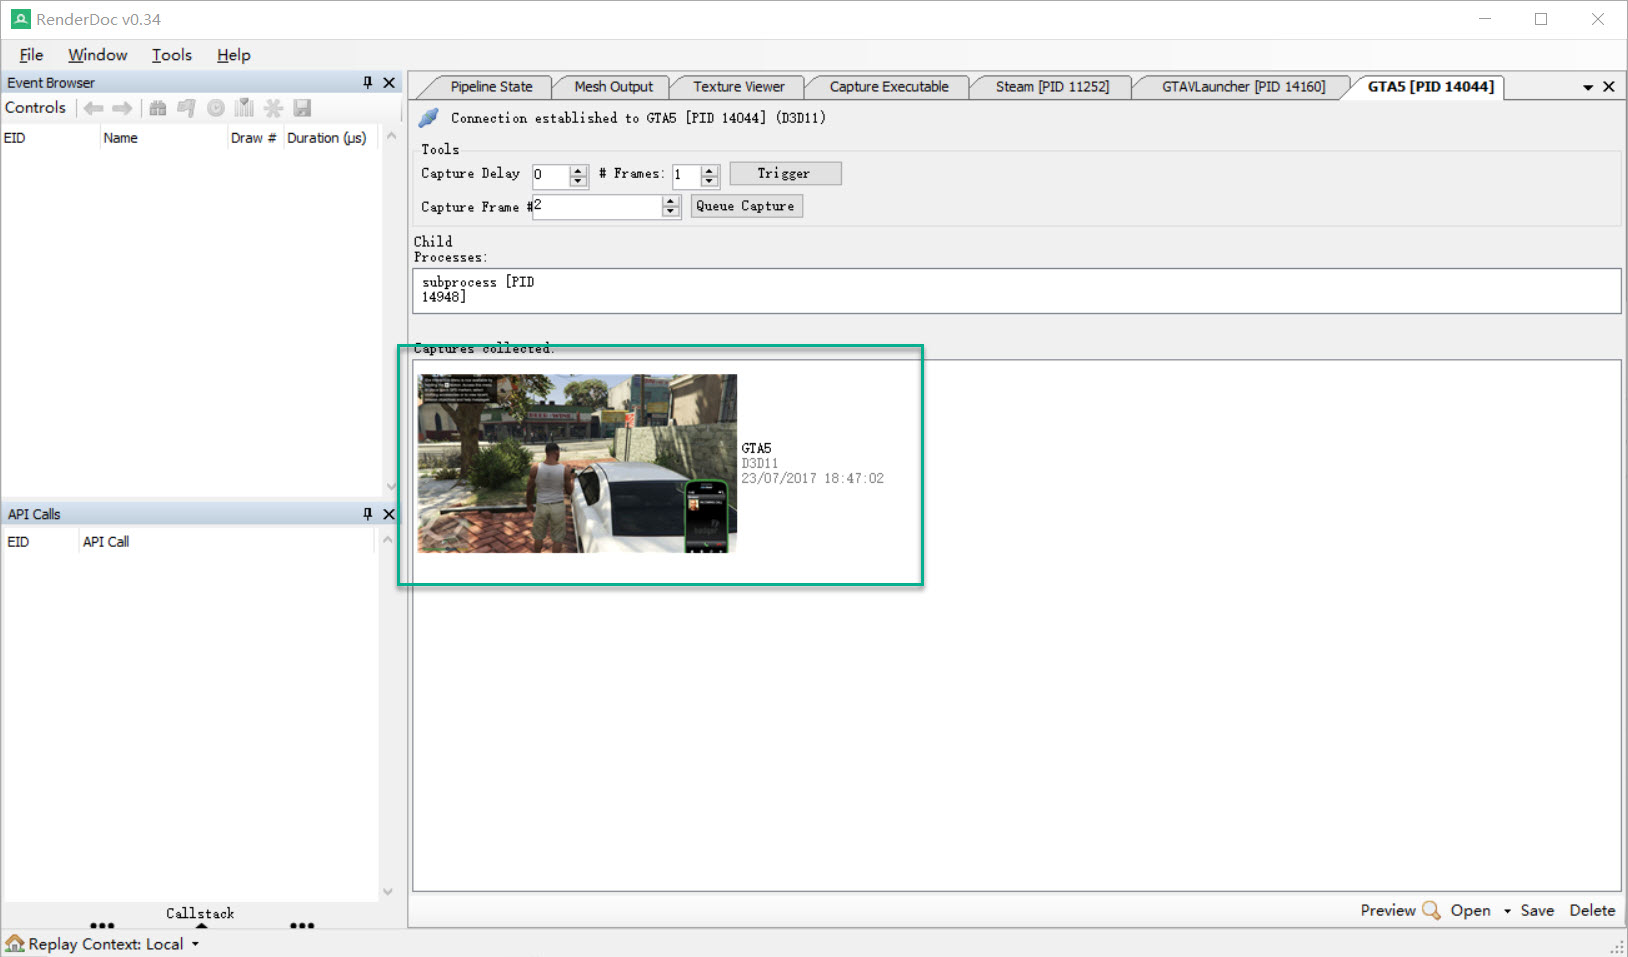 RenderDoc v0.34
File Window Tools Help
Event Browser
Controls
EID Name Draw # Duration (µs)
API Calls
EID API Call
Callstack
Replay Context: Local
Pipeline State Mesh Output Texture Viewer Capture Executable Steam [PID 11252] GTAVLauncher [PID 14160] GTA5 [PID 14044]
Connection established to GTA5 [PID 14044] (D3D11)
Tools
Capture Delay 0 # Frames: 1 Trigger
Capture Frame # 2 Queue Capture
Child
Processes:
subprocess [PID
14948]
Captures collected:
GTA5
D3D11
23/07/2017 18:47:02
badger
Preview Open Save Delete